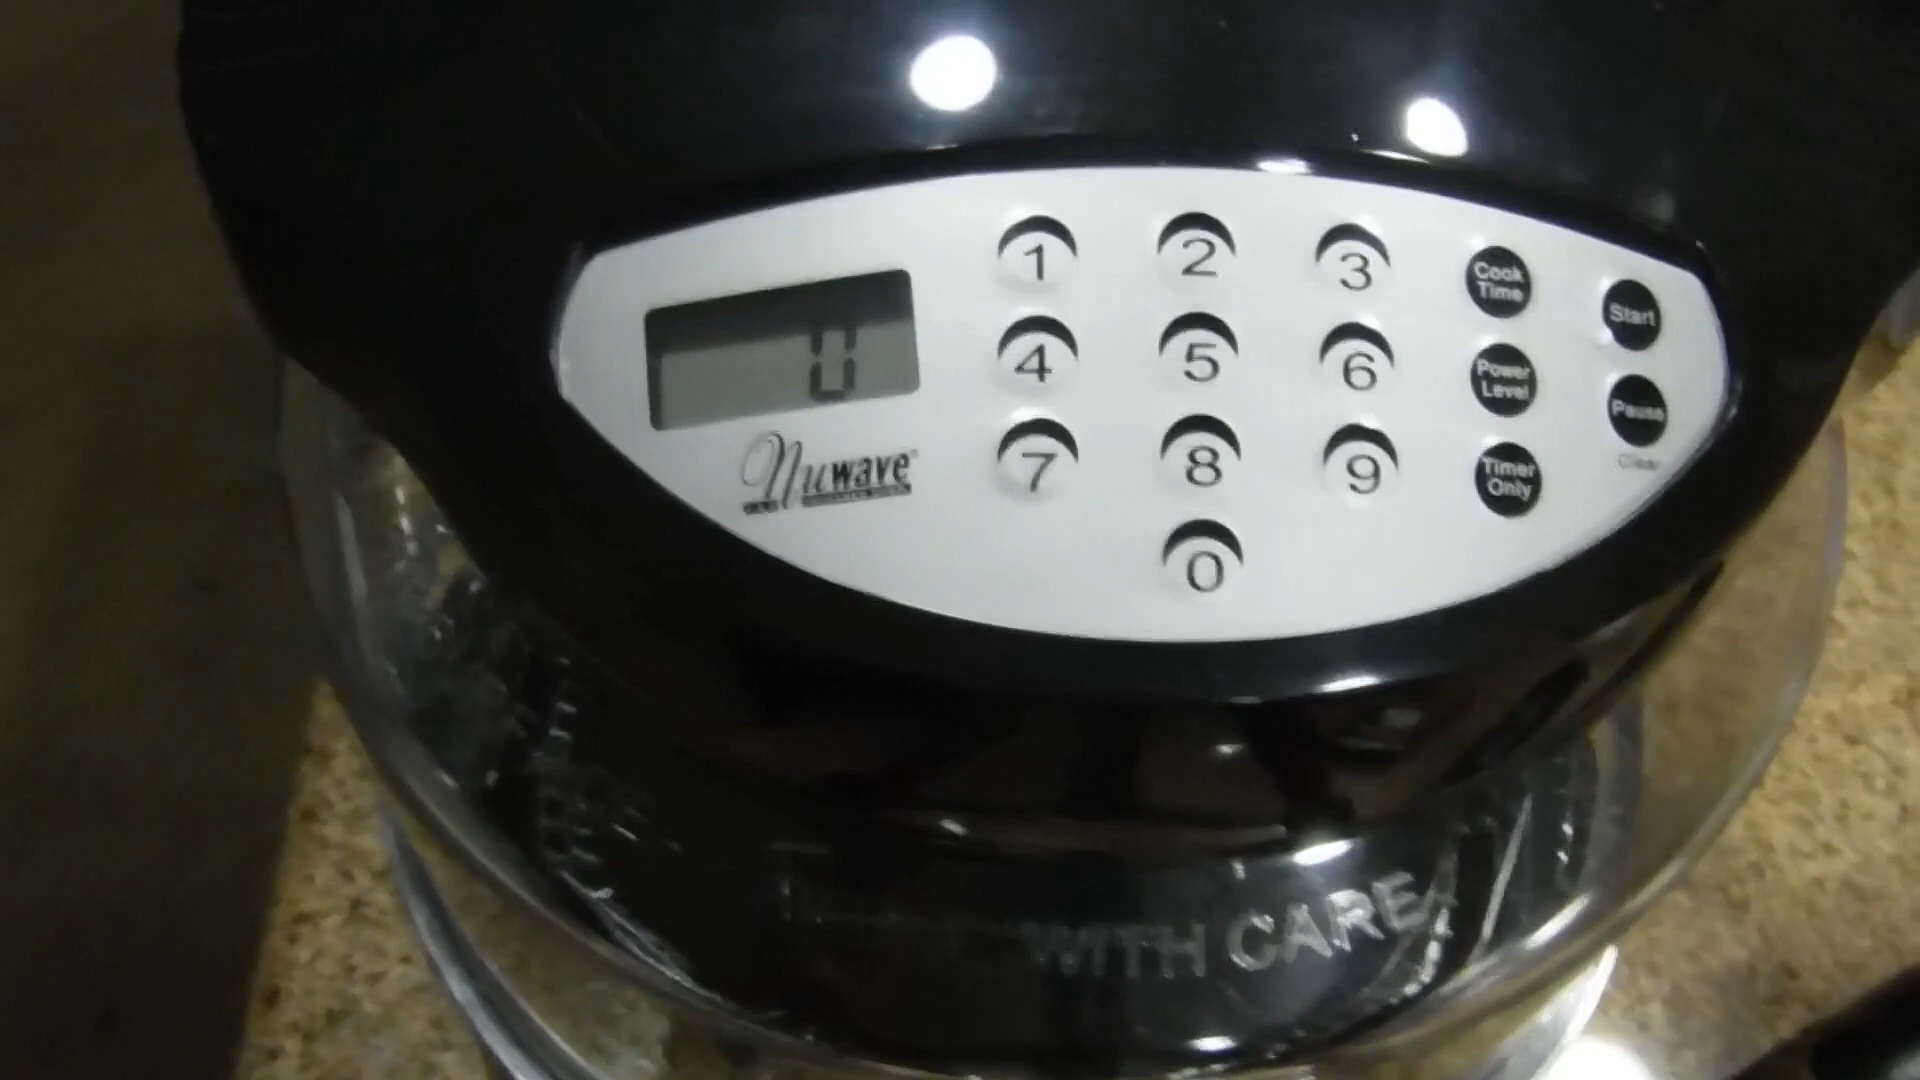 0
1 2 3 Cook Time Start
4 5 6 Power Level Pause
Clear
7 8 9 Timer Only
0
Nuwave
WITH CARE